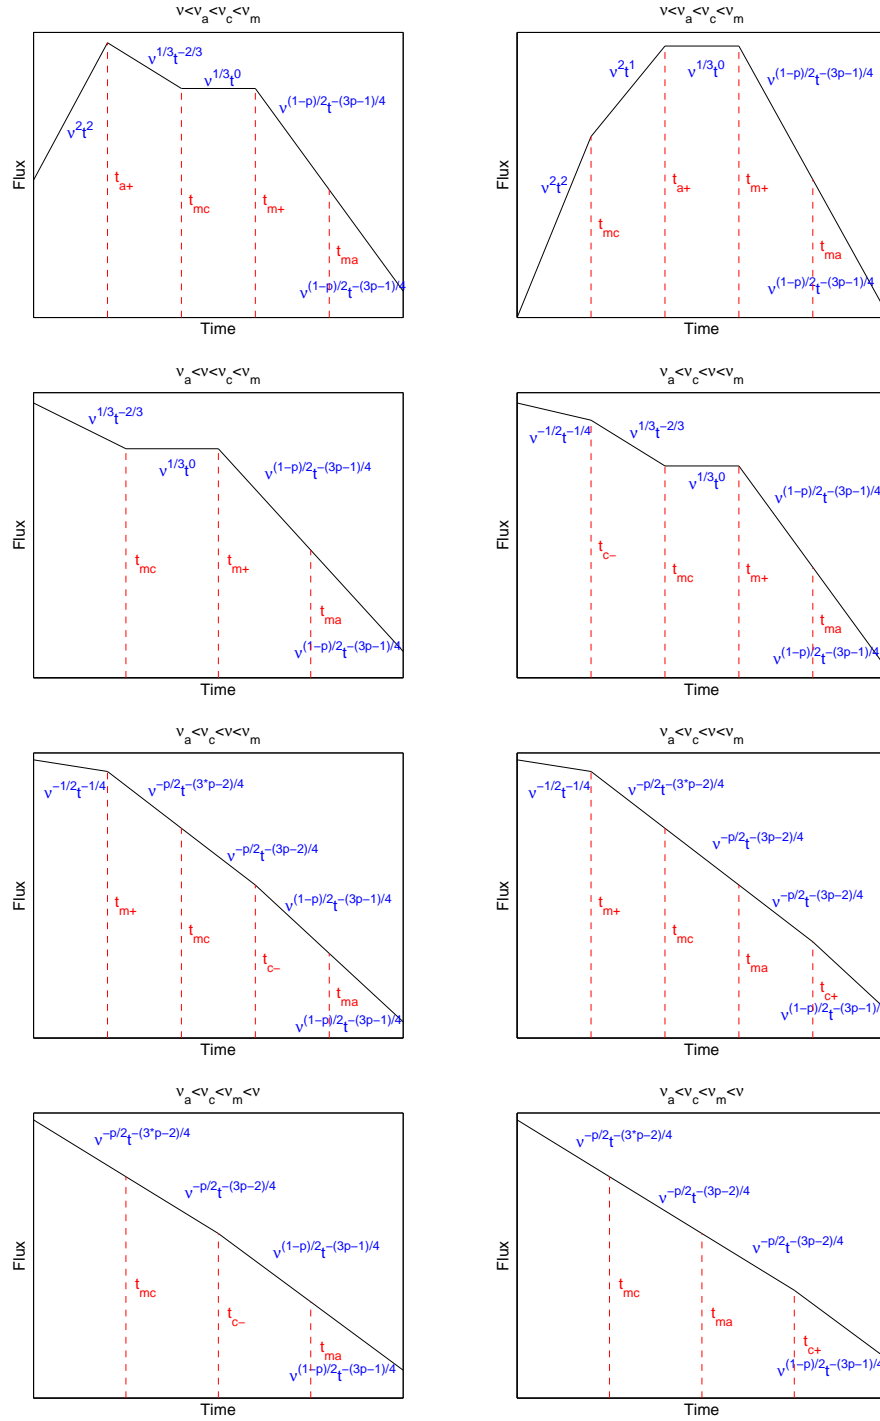 ν<ν_a<ν_c<ν_m
ν^2t^2
ν^{1/3}t^{−2/3}
ν^{1/3}t^0
ν^{(1−p)/2}t^{−(3p−1)/4}
ν^{(1−p)/2}t^{−(3p−1)/4}
t_{a+}
t_{mc}
t_{m+}
t_{ma}
Flux
Time
ν<ν_a<ν_c<ν_m
ν^2t^2
ν^2t^1
ν^{1/3}t^0
ν^{(1−p)/2}t^{−(3p−1)/4}
ν^{(1−p)/2}t^{−(3p−1)/4}
t_{mc}
t_{a+}
t_{m+}
t_{ma}
Flux
Time
ν_a<ν<ν_c<ν_m
ν^{1/3}t^{−2/3}
ν^{1/3}t^0
ν^{(1−p)/2}t^{−(3p−1)/4}
ν^{(1−p)/2}t^{−(3p−1)/4}
t_{mc}
t_{m+}
t_{ma}
Flux
Time
ν_a<ν_c<ν<ν_m
ν^{−1/2}t^{−1/4}
ν^{1/3}t^{−2/3}
ν^{1/3}t^0
ν^{(1−p)/2}t^{−(3p−1)/4}
ν^{(1−p)/2}t^{−(3p−1)/4}
t_{c−}
t_{mc}
t_{m+}
t_{ma}
Flux
Time
ν_a<ν_c<ν<ν_m
ν^{−1/2}t^{−1/4}
ν^{−p/2}t^{−(3*p−2)/4}
ν^{−p/2}t^{−(3p−2)/4}
ν^{(1−p)/2}t^{−(3p−1)/4}
ν^{(1−p)/2}t^{−(3p−1)/4}
t_{m+}
t_{mc}
t_{c−}
t_{ma}
Flux
Time
ν_a<ν_c<ν<ν_m
ν^{−1/2}t^{−1/4}
ν^{−p/2}t^{−(3*p−2)/4}
ν^{−p/2}t^{−(3p−2)/4}
ν^{−p/2}t^{−(3p−2)/4}
ν^{(1−p)/2}t^{−(3p−1)/}
t_{m+}
t_{mc}
t_{ma}
t_{c+}
Flux
Time
ν_a<ν_c<ν_m<ν
ν^{−p/2}t^{−(3*p−2)/4}
ν^{−p/2}t^{−(3p−2)/4}
ν^{(1−p)/2}t^{−(3p−1)/4}
ν^{(1−p)/2}t^{−(3p−1)/4}
t_{mc}
t_{c−}
t_{ma}
Flux
Time
ν_a<ν_c<ν_m<ν
ν^{−p/2}t^{−(3*p−2)/4}
ν^{−p/2}t^{−(3p−2)/4}
ν^{−p/2}t^{−(3p−2)/4}
ν^{(1−p)/2}t^{−(3p−1)/4}
t_{mc}
t_{ma}
t_{c+}
Flux
Time